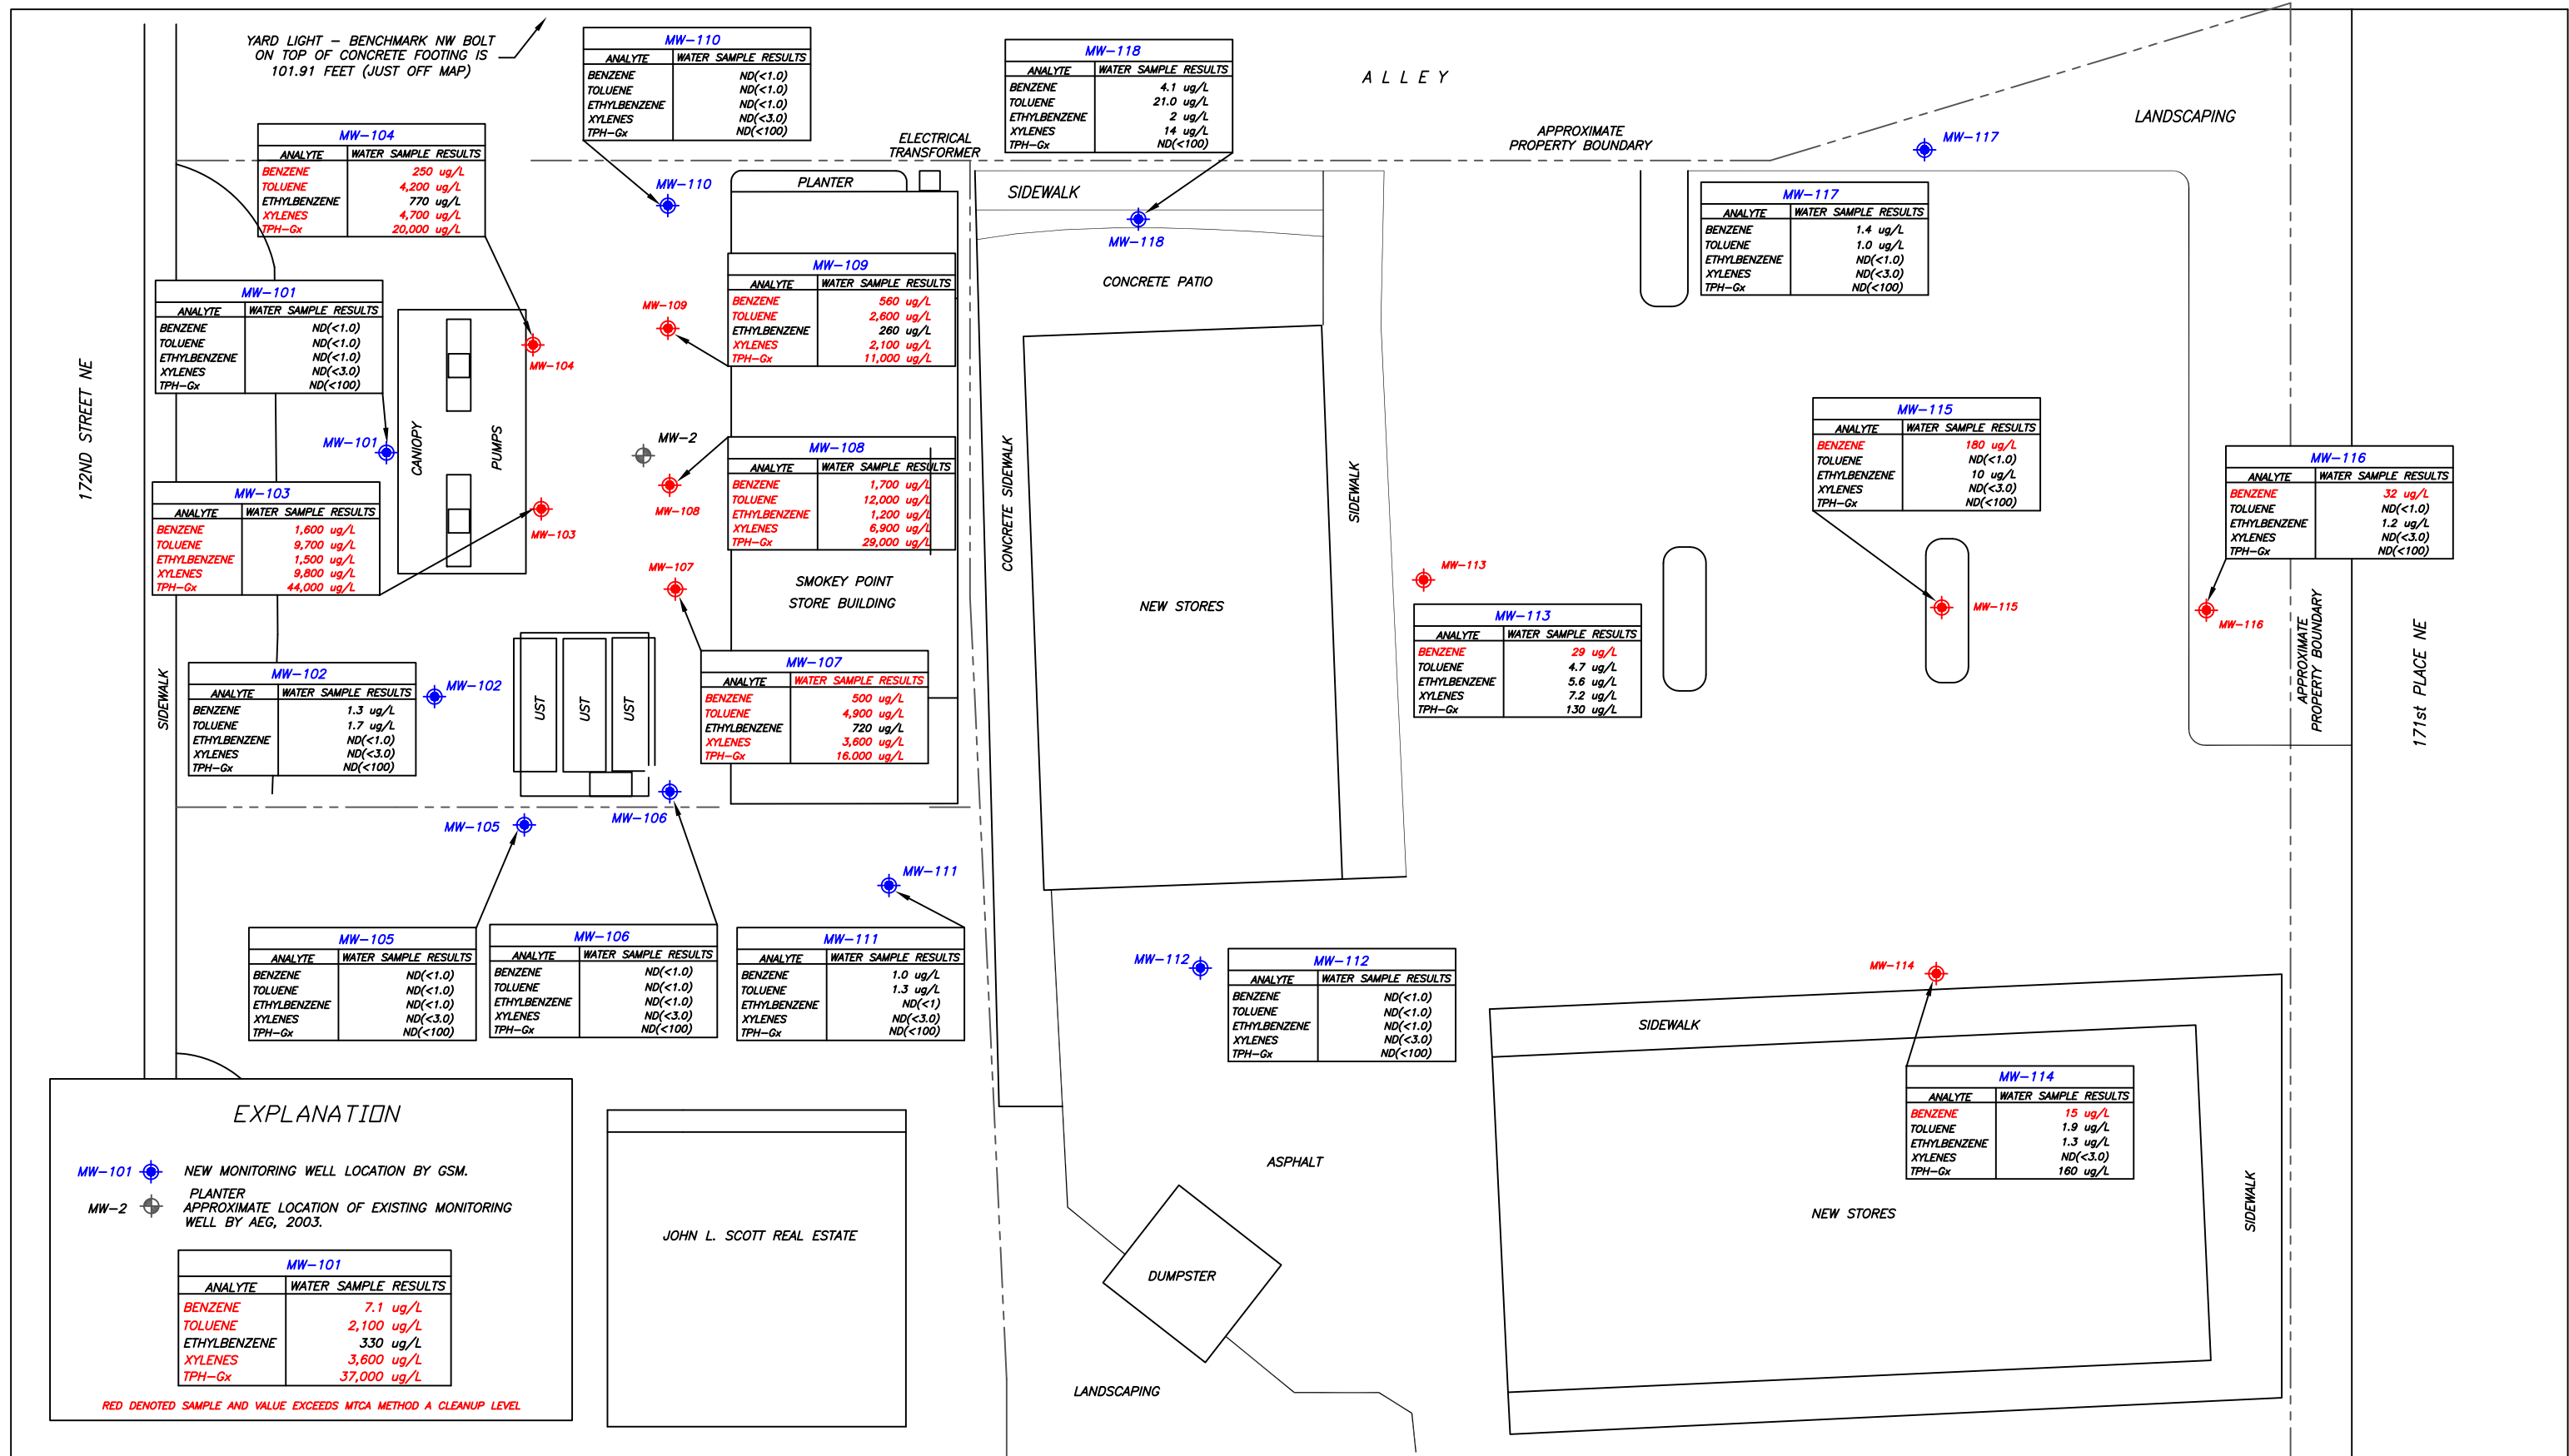 YARD LIGHT – BENCHMARK NW BOLT
ON TOP OF CONCRETE FOOTING IS
101.91 FEET (JUST OFF MAP)
MW-110
ANALYTE WATER SAMPLE RESULTS
BENZENE ND(<1.0)
TOLUENE ND(<1.0)
ETHYLBENZENE ND(<1.0)
XYLENES ND(<3.0)
TPH-Gx ND(<100)
MW-118
ANALYTE WATER SAMPLE RESULTS
BENZENE 4.1 ug/L
TOLUENE 21.0 ug/L
ETHYLBENZENE 2 ug/L
XYLENES 14 ug/L
TPH-Gx ND(<100)
ALLEY
LANDSCAPING
MW-104
ANALYTE WATER SAMPLE RESULTS
BENZENE 250 ug/L
TOLUENE 4,200 ug/L
ETHYLBENZENE 770 ug/L
XYLENES 4,700 ug/L
TPH-Gx 20,000 ug/L
ELECTRICAL
TRANSFORMER
APPROXIMATE
PROPERTY BOUNDARY
MW-117
MW-110
PLANTER
SIDEWALK
MW-118
MW-117
ANALYTE WATER SAMPLE RESULTS
BENZENE 1.4 ug/L
TOLUENE 1.0 ug/L
ETHYLBENZENE ND(<1.0)
XYLENES ND(<3.0)
TPH-Gx ND(<100)
MW-109
ANALYTE WATER SAMPLE RESULTS
BENZENE 560 ug/L
TOLUENE 2,600 ug/L
ETHYLBENZENE 260 ug/L
XYLENES 2,100 ug/L
TPH-Gx 11,000 ug/L
CONCRETE PATIO
MW-101
ANALYTE WATER SAMPLE RESULTS
BENZENE ND(<1.0)
TOLUENE ND(<1.0)
ETHYLBENZENE ND(<1.0)
XYLENES ND(<3.0)
TPH-Gx ND(<100)
MW-109
MW-104
172ND STREET NE
MW-101
CANOPY
PUMPS
MW-2
MW-108
ANALYTE WATER SAMPLE RESULTS
BENZENE 1,700 ug/L
TOLUENE 12,000 ug/L
ETHYLBENZENE 1,200 ug/L
XYLENES 6,900 ug/L
TPH-Gx 29,000 ug/L
CONCRETE SIDEWALK
SIDEWALK
MW-115
ANALYTE WATER SAMPLE RESULTS
BENZENE 180 ug/L
TOLUENE ND(<1.0)
ETHYLBENZENE 10 ug/L
XYLENES ND(<3.0)
TPH-Gx ND(<100)
MW-116
ANALYTE WATER SAMPLE RESULTS
BENZENE 32 ug/L
TOLUENE ND(<1.0)
ETHYLBENZENE 1.2 ug/L
XYLENES ND(<3.0)
TPH-Gx ND(<100)
MW-103
ANALYTE WATER SAMPLE RESULTS
BENZENE 1,600 ug/L
TOLUENE 9,700 ug/L
ETHYLBENZENE 1,500 ug/L
XYLENES 9,800 ug/L
TPH-Gx 44,000 ug/L
MW-108
MW-103
MW-107
SMOKEY POINT
STORE BUILDING
NEW STORES
MW-113
MW-115
MW-116
MW-113
ANALYTE WATER SAMPLE RESULTS
BENZENE 29 ug/L
TOLUENE 4.7 ug/L
ETHYLBENZENE 5.6 ug/L
XYLENES 7.2 ug/L
TPH-Gx 130 ug/L
APPROXIMATE
PROPERTY BOUNDARY
171st PLACE NE
SIDEWALK
MW-102
ANALYTE WATER SAMPLE RESULTS
BENZENE 1.3 ug/L
TOLUENE 1.7 ug/L
ETHYLBENZENE ND(<1.0)
XYLENES ND(<3.0)
TPH-Gx ND(<100)
MW-102
UST
UST
UST
MW-107
ANALYTE WATER SAMPLE RESULTS
BENZENE 500 ug/L
TOLUENE 4,900 ug/L
ETHYLBENZENE 720 ug/L
XYLENES 3,600 ug/L
TPH-Gx 16.000 ug/L
MW-105
MW-106
MW-111
MW-105
ANALYTE WATER SAMPLE RESULTS
BENZENE ND(<1.0)
TOLUENE ND(<1.0)
ETHYLBENZENE ND(<1.0)
XYLENES ND(<3.0)
TPH-Gx ND(<100)
MW-106
ANALYTE WATER SAMPLE RESULTS
BENZENE ND(<1.0)
TOLUENE ND(<1.0)
ETHYLBENZENE ND(<1.0)
XYLENES ND(<3.0)
TPH-Gx ND(<100)
MW-111
ANALYTE WATER SAMPLE RESULTS
BENZENE 1.0 ug/L
TOLUENE 1.3 ug/L
ETHYLBENZENE ND(<1)
XYLENES ND(<3.0)
TPH-Gx ND(<100)
MW-112
MW-112
ANALYTE WATER SAMPLE RESULTS
BENZENE ND(<1.0)
TOLUENE ND(<1.0)
ETHYLBENZENE ND(<1.0)
XYLENES ND(<3.0)
TPH-Gx ND(<100)
MW-114
SIDEWALK
MW-114
ANALYTE WATER SAMPLE RESULTS
BENZENE 15 ug/L
TOLUENE 1.9 ug/L
ETHYLBENZENE 1.3 ug/L
XYLENES ND(<3.0)
TPH-Gx 160 ug/L
NEW STORES
SIDEWALK
ASPHALT
DUMPSTER
LANDSCAPING
JOHN L. SCOTT REAL ESTATE
EXPLANATION
MW-101 NEW MONITORING WELL LOCATION BY GSM.
PLANTER
MW-2 APPROXIMATE LOCATION OF EXISTING MONITORING
WELL BY AEG, 2003.
MW-101
ANALYTE WATER SAMPLE RESULTS
BENZENE 7.1 ug/L
TOLUENE 2,100 ug/L
ETHYLBENZENE 330 ug/L
XYLENES 3,600 ug/L
TPH-Gx 37,000 ug/L
RED DENOTED SAMPLE AND VALUE EXCEEDS MTCA METHOD A CLEANUP LEVEL